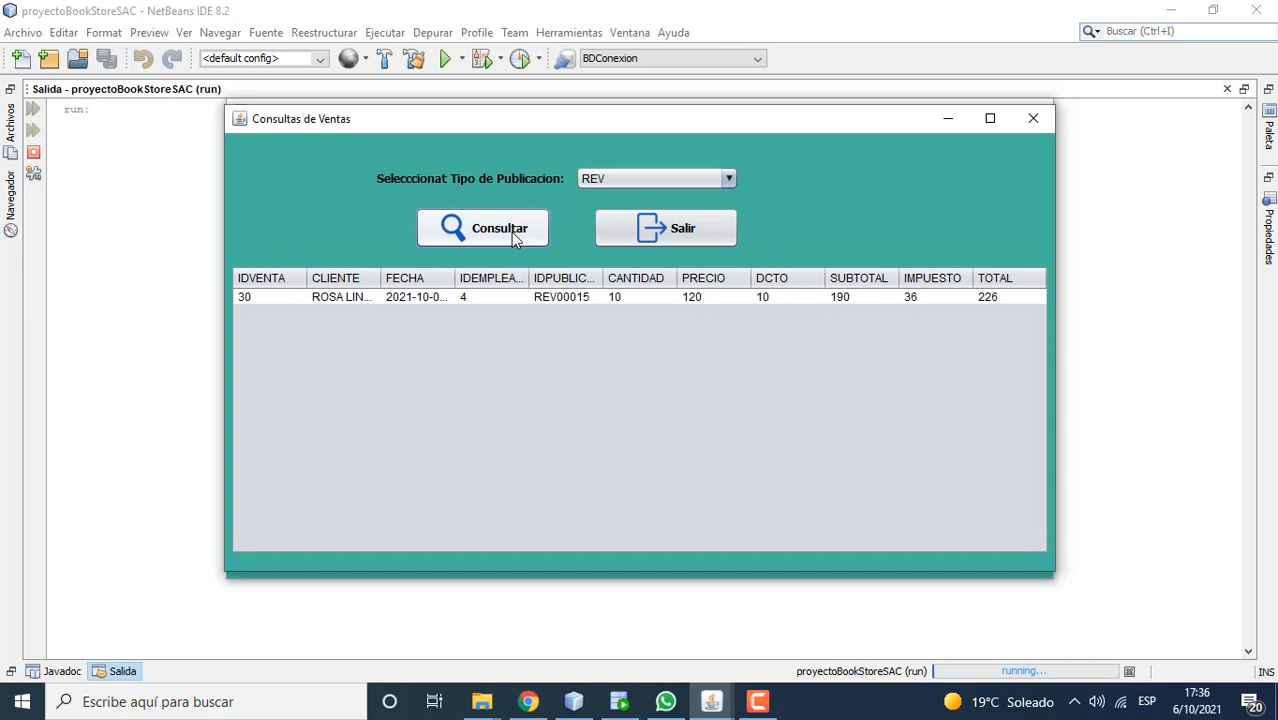 proyectoBookStoreSAC - NetBeans IDE 8.2
Archivo Editar Format Preview Ver Navegar Fuente Reestructurar Ejecutar Depurar Profile Team Herramientas Ventana Ayuda
Buscar (Ctrl+I)
<default config>
BDConexion
Salida - proyectoBookStoreSAC (run)
run:
Archivos
Navegador
Paleta
Propiedades
Consultas de Ventas
Selecccionat Tipo de Publicacion: REV
Consultar Salir
IDVENTA CLIENTE FECHA IDEMPLEA... IDPUBLIC... CANTIDAD PRECIO DCTO SUBTOTAL IMPUESTO TOTAL
30 ROSA LIN... 2021-10-0... 4 REV00015 10 120 10 190 36 226
Javadoc Salida proyectoBookStoreSAC (run) running... INS
Escribe aquí para buscar
19°C Soleado ESP
17:36
6/10/2021
20